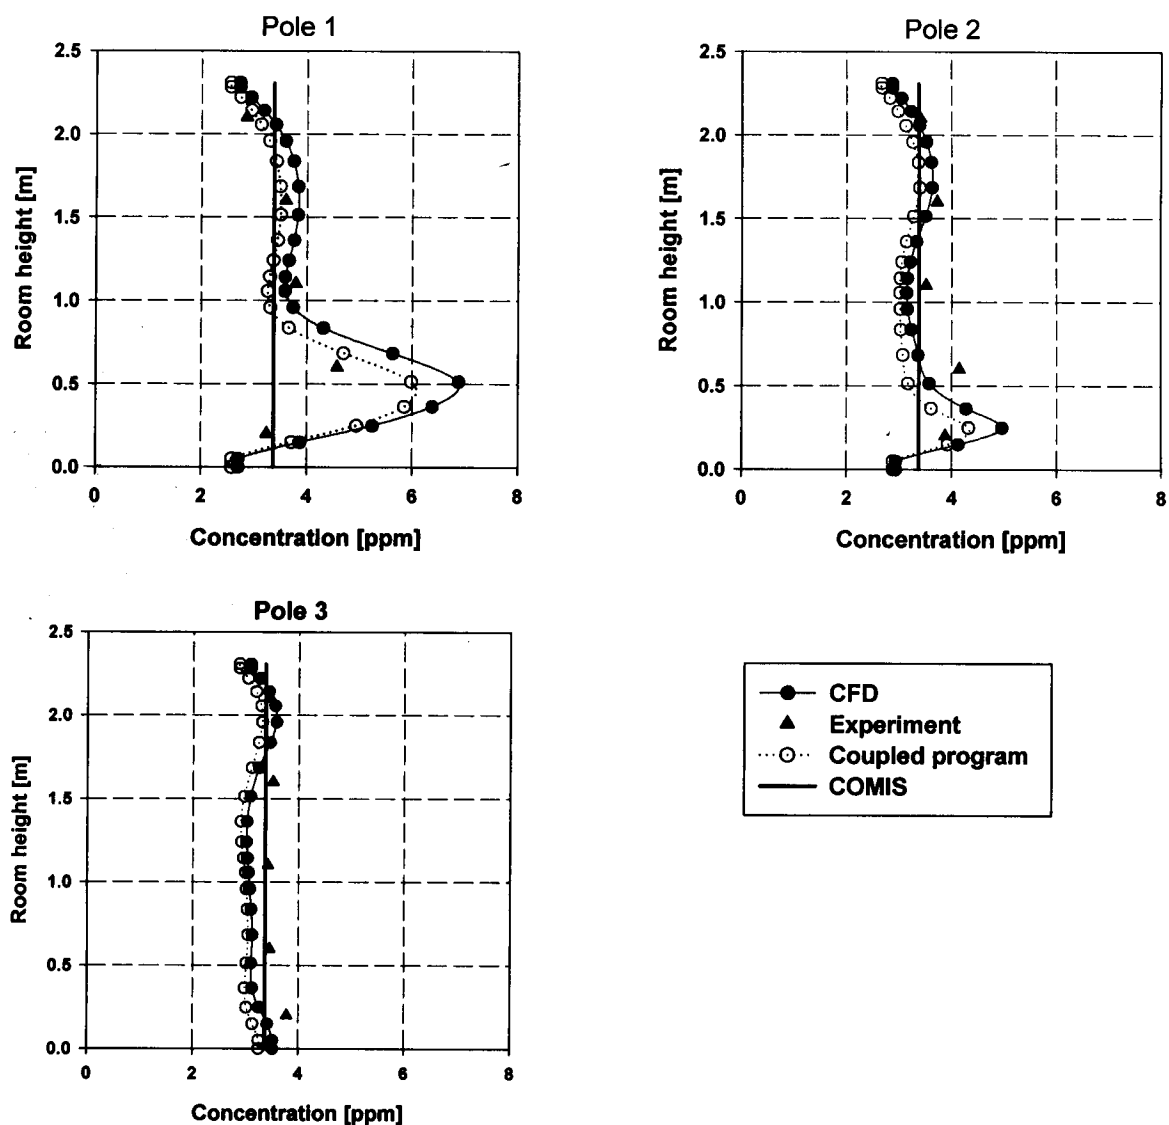 Pole 1
2.5
2.0
1.5
1.0
0.5
0.0
Room height [m]
0 2 4 6 8
Concentration [ppm]
Pole 2
2.5
2.0
1.5
1.0
0.5
0.0
Room height [m]
0 2 4 6 8
Concentration [ppm]
Pole 3
2.5
2.0
1.5
1.0
0.5
0.0
Room height [m]
0 2 4 6 8
Concentration [ppm]
CFD
Experiment
Coupled program
COMIS